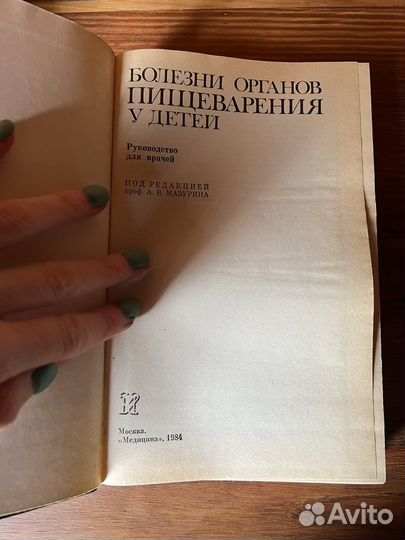 БОЛЕЗНИ ОРГАНОВ
ПИЩЕВАРЕНИЯ
У ДЕТЕЙ
Руководство
для врачей
ПОД РЕДАКЦИЕЙ
проф. А. В. МАЗУРИНА
Москва.
«Медицина», 1984
Avito